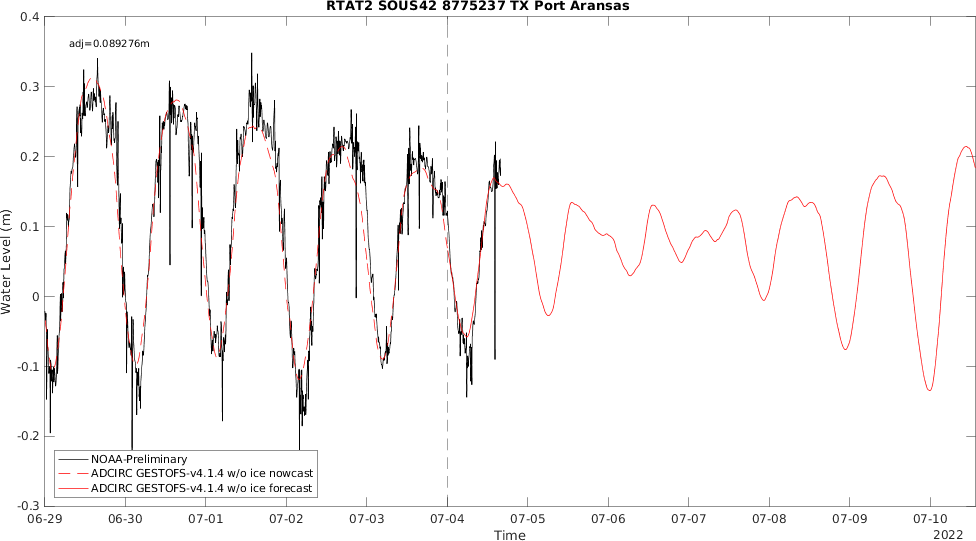 RTAT2 SOUS42 8775237 TX Port Aransas
adj=0.089276m
0.4
0.3
0.2
0.1
0
-0.1
-0.2
-0.3
Water Level (m)
NOAA-Preliminary
ADCIRC GESTOFS-v4.1.4 w/o ice nowcast
ADCIRC GESTOFS-v4.1.4 w/o ice forecast
06-29 06-30 07-01 07-02 07-03 07-04 07-05 07-06 07-07 07-08 07-09 07-10
Time
2022